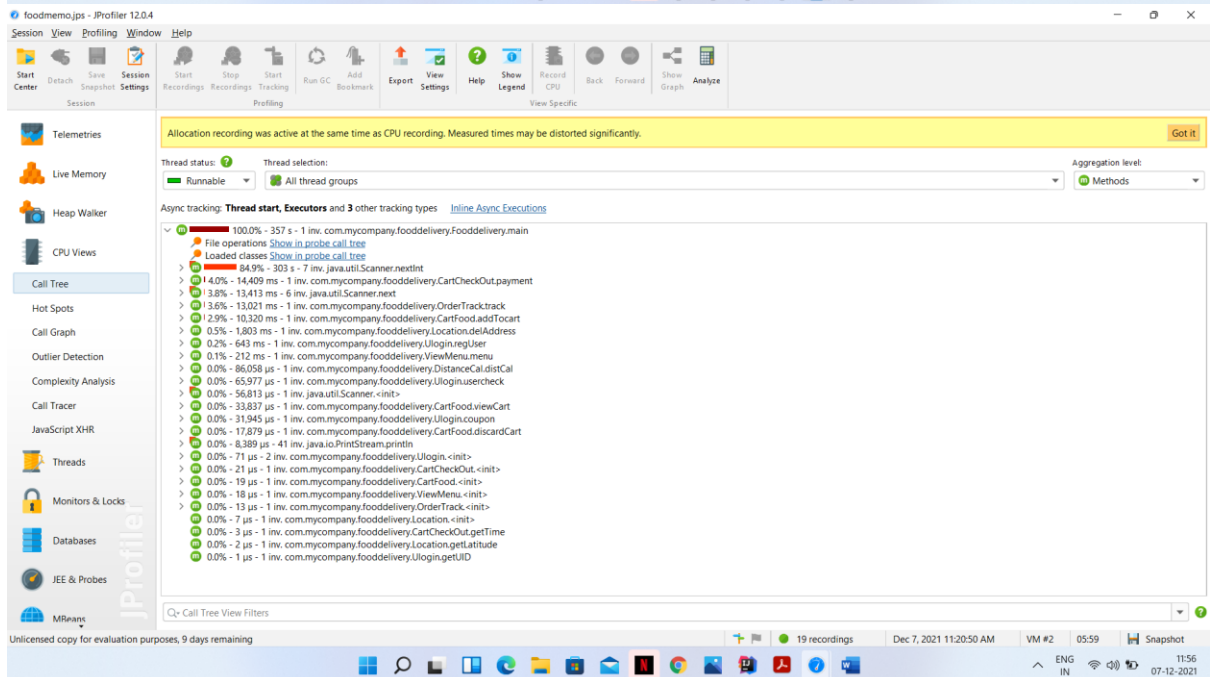 foodmemo.jps - JProfiler 12.0.4
Session View Profiling Window Help
Start Center
Detach
Save Snapshot
Session Settings
Start Recordings
Stop Recordings
Start Tracking
Run GC
Add Bookmark
Export
View Settings
Help
Show Legend
Record CPU
Back
Forward
Show Graph
Analyze
Session
Profiling
View Specific
Telemetries
Live Memory
Heap Walker
CPU Views
Call Tree
Hot Spots
Call Graph
Outlier Detection
Complexity Analysis
Call Tracer
JavaScript XHR
Threads
Monitors & Locks
Databases
JEE & Probes
MBeans
JProfiler
Allocation recording was active at the same time as CPU recording. Measured times may be distorted significantly. Got it
Thread status: Thread selection: Aggregation level:
Runnable All thread groups Methods
Async tracking: Thread start, Executors and 3 other tracking types Inline Async Executions
100.0% - 357 s - 1 inv. com.mycompany.fooddelivery.Fooddelivery.main
File operations Show in probe call tree
Loaded classes Show in probe call tree
84.9% - 303 s - 7 inv. java.util.Scanner.nextInt
4.0% - 14,409 ms - 1 inv. com.mycompany.fooddelivery.CartCheckOut.payment
3.8% - 13,413 ms - 6 inv. java.util.Scanner.next
3.6% - 13,021 ms - 1 inv. com.mycompany.fooddelivery.OrderTrack.track
2.9% - 10,320 ms - 1 inv. com.mycompany.fooddelivery.CartFood.addTocart
0.5% - 1,803 ms - 1 inv. com.mycompany.fooddelivery.Location.delAddress
0.2% - 643 ms - 1 inv. com.mycompany.fooddelivery.Ulogin.regUser
0.1% - 212 ms - 1 inv. com.mycompany.fooddelivery.ViewMenu.menu
0.0% - 86,058 µs - 1 inv. com.mycompany.fooddelivery.DistanceCal.distCal
0.0% - 65,977 µs - 1 inv. com.mycompany.fooddelivery.Ulogin.usercheck
0.0% - 56,813 µs - 1 inv. java.util.Scanner.<init>
0.0% - 33,837 µs - 1 inv. com.mycompany.fooddelivery.CartFood.viewCart
0.0% - 31,945 µs - 1 inv. com.mycompany.fooddelivery.Ulogin.coupon
0.0% - 17,879 µs - 1 inv. com.mycompany.fooddelivery.CartFood.discardCart
0.0% - 8,389 µs - 41 inv. java.io.PrintStream.println
0.0% - 71 µs - 2 inv. com.mycompany.fooddelivery.Ulogin.<init>
0.0% - 21 µs - 1 inv. com.mycompany.fooddelivery.CartCheckOut.<init>
0.0% - 19 µs - 1 inv. com.mycompany.fooddelivery.CartFood.<init>
0.0% - 18 µs - 1 inv. com.mycompany.fooddelivery.ViewMenu.<init>
0.0% - 13 µs - 1 inv. com.mycompany.fooddelivery.OrderTrack.<init>
0.0% - 7 µs - 1 inv. com.mycompany.fooddelivery.Location.<init>
0.0% - 3 µs - 1 inv. com.mycompany.fooddelivery.CartCheckOut.getTime
0.0% - 2 µs - 1 inv. com.mycompany.fooddelivery.Location.getLatitude
0.0% - 1 µs - 1 inv. com.mycompany.fooddelivery.Ulogin.getUID
Call Tree View Filters
Unlicensed copy for evaluation purposes, 9 days remaining 19 recordings Dec 7, 2021 11:20:50 AM VM #2 05:59 Snapshot
ENG 11:56
IN 07-12-2021